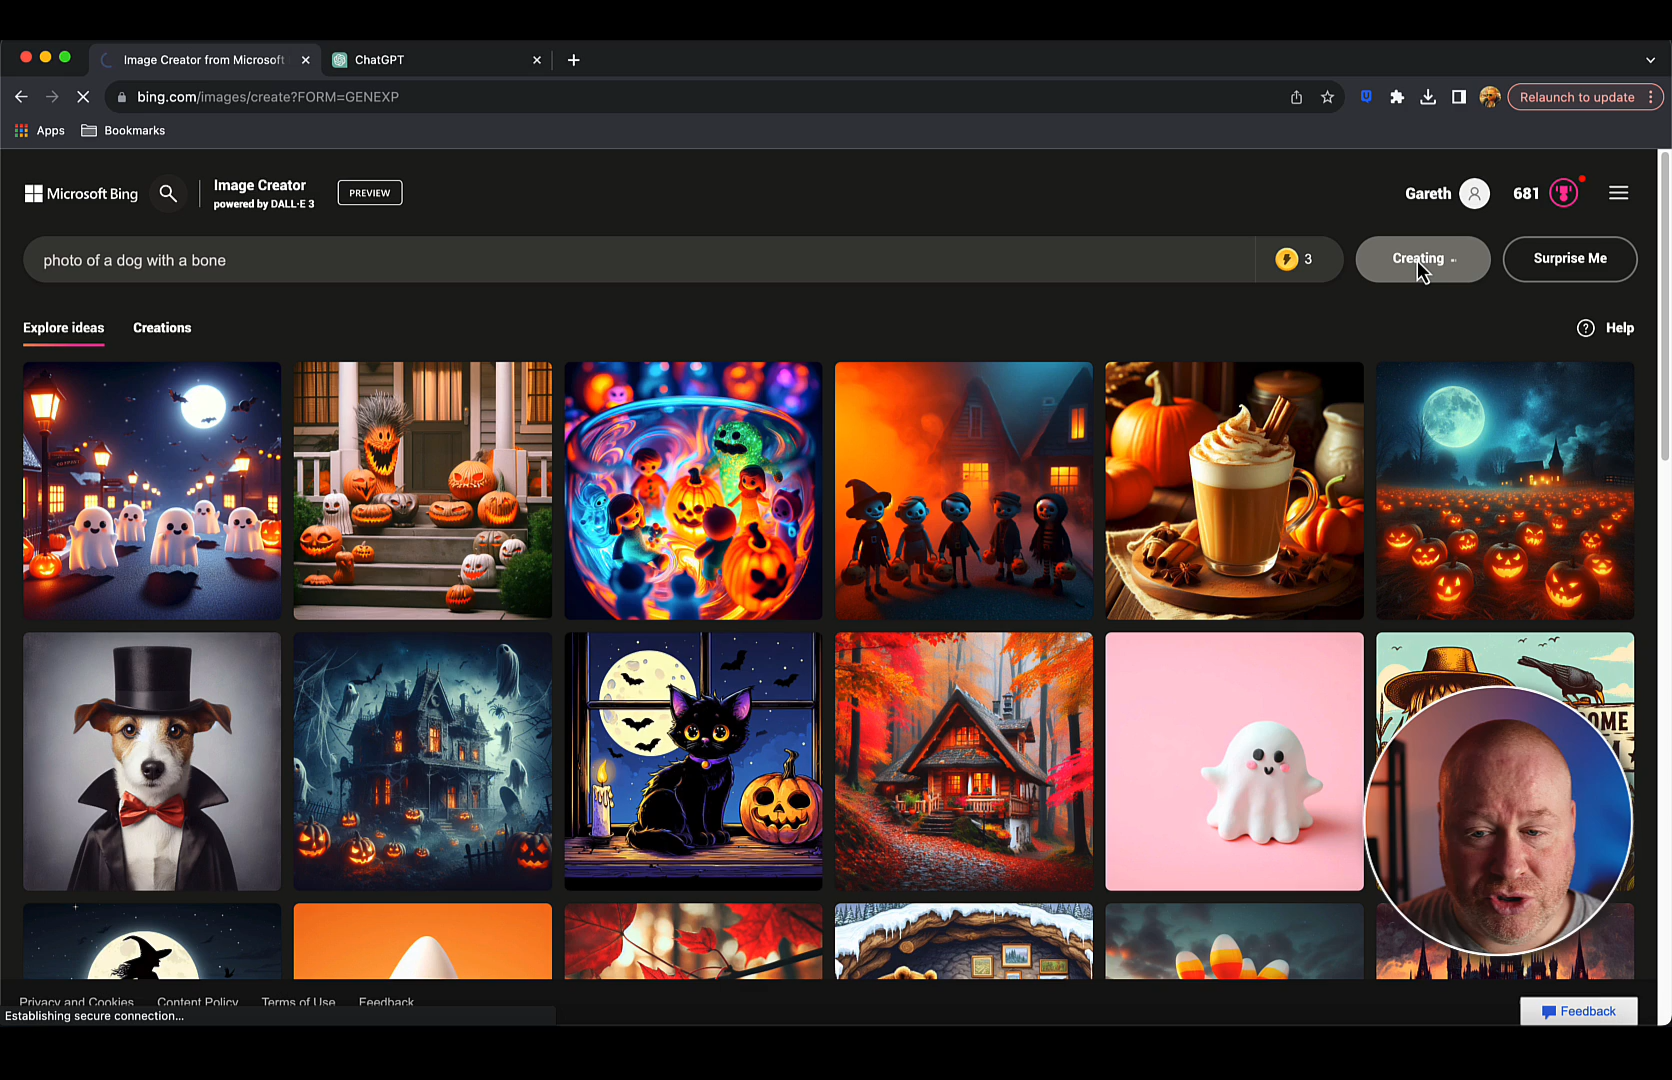 Image Creator from Microsoft
ChatGPT
bing.com/images/create?FORM=GENEXP
Relaunch to update
Apps
Bookmarks
Microsoft Bing
Image Creator
powered by DALL·E 3
PREVIEW
Gareth
681
photo of a dog with a bone
3
Creating
Surprise Me
Explore ideas
Creations
Help
Privacy and Cookies
Content Policy
Terms of Use
Feedback
Establishing secure connection...
Feedback